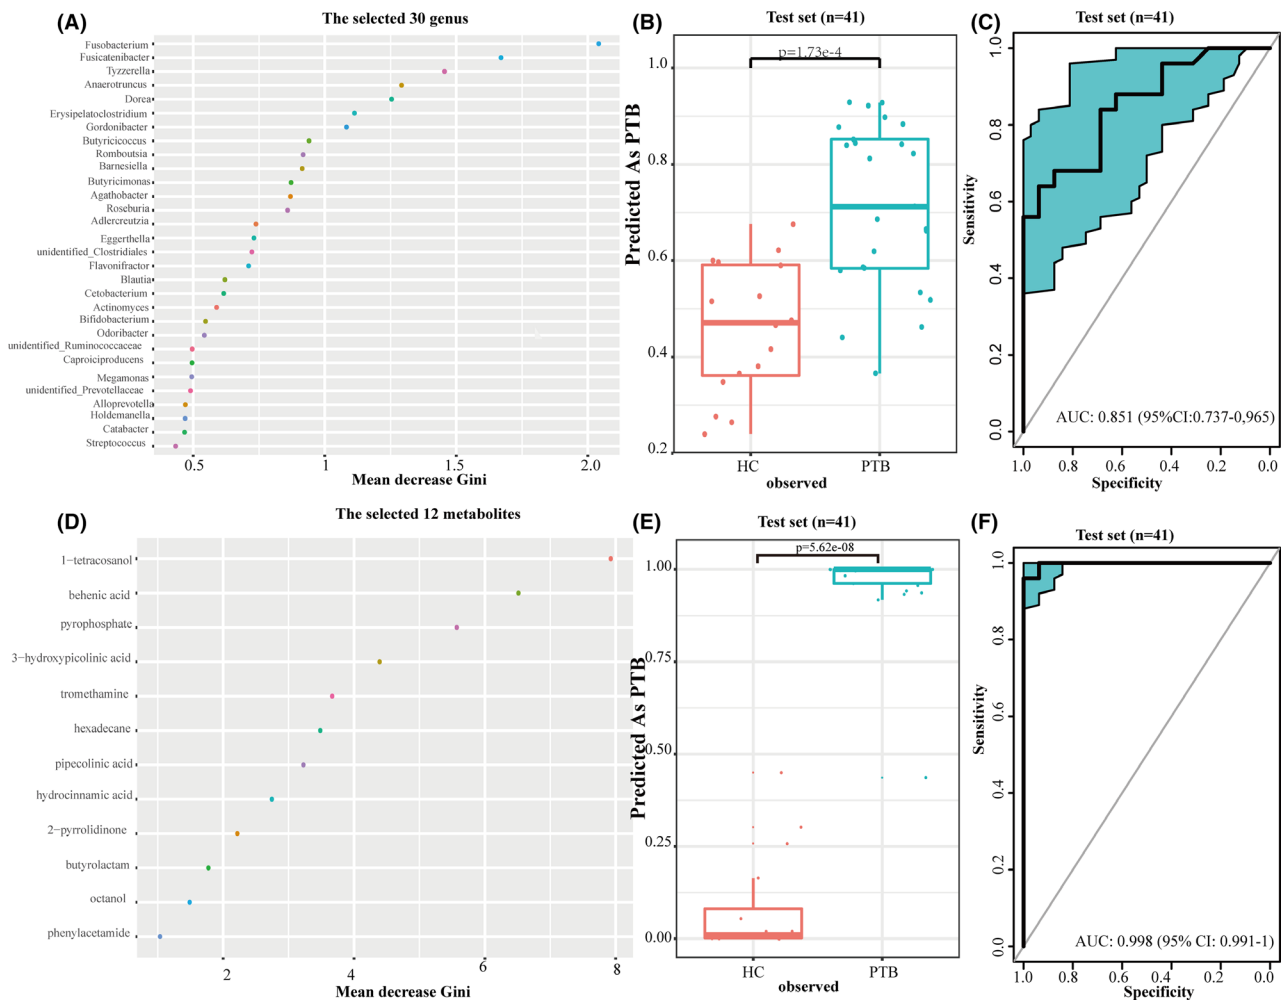 (A)
The selected 30 genus
Fusobacterium
Fusicatenibacter
Tyzzerella
Anaerotruncus
Dorea
Erysipelatoclostridium
Gordonibacter
Butyricicoccus
Romboutsia
Barnesiella
Butyricimonas
Agathobacter
Roseburia
Adlercreutzia
Eggerthella
unidentified_Clostridiales
Flavonifractor
Blautia
Cetobacterium
Actinomyces
Bifidobacterium
Odoribacter
unidentified_Ruminococcaceae
Caproiciproducens
Megamonas
unidentified_Prevotellaceae
Alloprevotella
Holdemanella
Catabacter
Streptococcus
0.5 1 1.5 2.0
Mean decrease Gini
(B)
Test set (n=41)
p=1.73e-4
Predicted As PTB
1.0
0.8
0.6
0.4
0.2
HC PTB
observed
(C)
Test set (n=41)
Sensitivity
1.0
0.8
0.6
0.4
0.2
0.0
AUC: 0.851 (95%CI:0.737-0,965)
1.0 0.8 0.6 0.4 0.2 0.0
Specificity
(D)
The selected 12 metabolites
1-tetracosanol
behenic acid
pyrophosphate
3-hydroxypicolinic acid
tromethamine
hexadecane
pipecolinic acid
hydrocinnamic acid
2-pyrrolidinone
butyrolactam
octanol
phenylacetamide
2 4 6 8
Mean decrease Gini
(E)
Test set (n=41)
p=5.62e-08
Predicted As PTB
1.00
0.75
0.50
0.25
0.00
HC PTB
observed
(F)
Test set (n=41)
Sensitivity
1.0
0.8
0.6
0.4
0.2
0.0
AUC: 0.998 (95% CI: 0.991-1)
1.0 0.8 0.6 0.4 0.2 0.0
Specificity